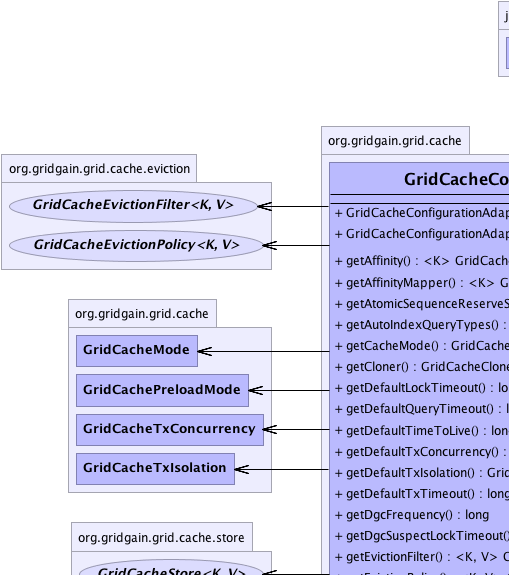 j
org.gridgain.grid.cache
org.gridgain.grid.cache.eviction
GridCacheEvictionFilter<K, V>
GridCacheEvictionPolicy<K, V>
org.gridgain.grid.cache
GridCacheMode
GridCachePreloadMode
GridCacheTxConcurrency
GridCacheTxIsolation
org.gridgain.grid.cache.store
GridCacheStore<K, V>
GridCacheCo
+ GridCacheConfigurationAdap
+ GridCacheConfigurationAdap
+ getAffinity() : <K> GridCach
+ getAffinityMapper() : <K> G
+ getAtomicSequenceReserveS
+ getAutoIndexQueryTypes() :
+ getCacheMode() : GridCache
+ getCloner() : GridCacheClone
+ getDefaultLockTimeout() : lo
+ getDefaultQueryTimeout() : l
+ getDefaultTimeToLive() : lon
+ getDefaultTxConcurrency() :
+ getDefaultTxIsolation() : Grid
+ getDefaultTxTimeout() : long
+ getDgcFrequency() : long
+ getDgcSuspectLockTimeout()
+ getEvictionFilter() : <K, V> C